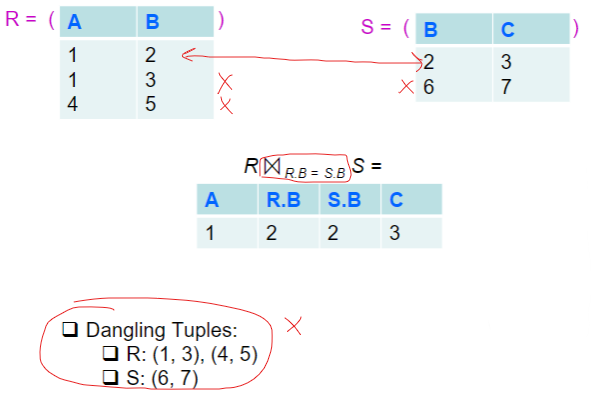 R = ( A B )
1 2
1 3
4 5
S = ( B C )
2 3
6 7
R ⋈ R.B = S.B S =
A R.B S.B C
1 2 2 3
❑ Dangling Tuples:
❑ R: (1, 3), (4, 5)
❑ S: (6, 7)